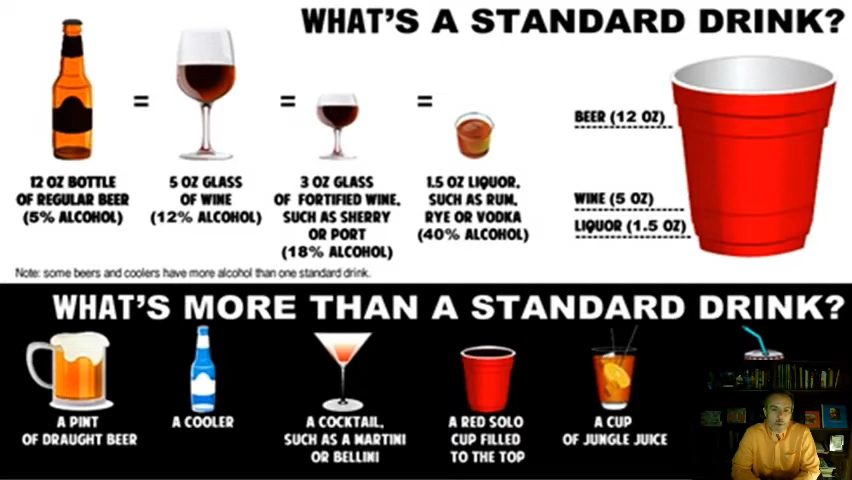 WHAT'S A STANDARD DRINK?
=
=
=
12 OZ BOTTLE
OF REGULAR BEER
(5% ALCOHOL)
5 OZ GLASS
OF WINE
(12% ALCOHOL)
3 OZ GLASS
OF FORTIFIED WINE,
SUCH AS SHERRY
OR PORT
(18% ALCOHOL)
1.5 OZ LIQUOR,
SUCH AS RUM,
RYE OR VODKA
(40% ALCOHOL)
BEER (12 OZ)
WINE (5 OZ)
LIQUOR (1.5 OZ)
Note: some beers and coolers have more alcohol than one standard drink.
WHAT'S MORE THAN A STANDARD DRINK?
A PINT
OF DRAUGHT BEER
A COOLER
A COCKTAIL,
SUCH AS A MARTINI
OR BELLINI
A RED SOLO
CUP FILLED
TO THE TOP
A CUP
OF JUNGLE JUICE